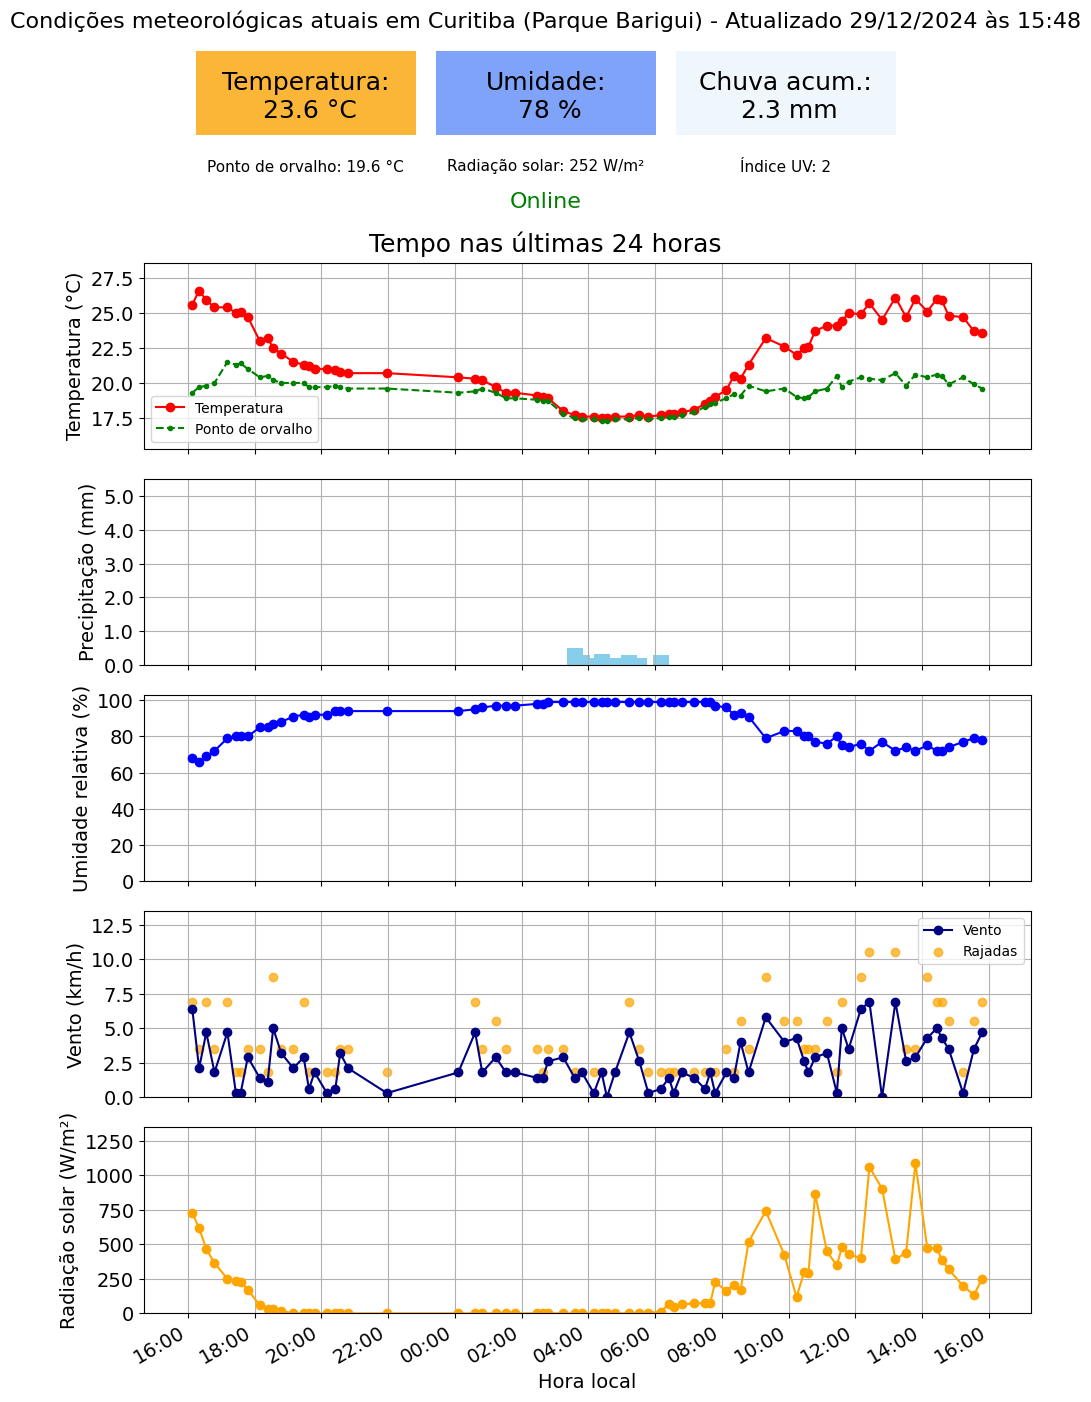 Condições meteorológicas atuais em Curitiba (Parque Barigui) - Atualizado 29/12/2024 às 15:48
Temperatura:
23.6 °C
Umidade:
78 %
Chuva acum.:
2.3 mm
Ponto de orvalho: 19.6 °C
Radiação solar: 252 W/m²
Índice UV: 2
Online
Tempo nas últimas 24 horas
Temperatura (°C)
27.5
25.0
22.5
20.0
17.5
Temperatura
Ponto de orvalho
Precipitação (mm)
5.0
4.0
3.0
2.0
1.0
0.0
Umidade relativa (%)
100
80
60
40
20
0
Vento (km/h)
12.5
10.0
7.5
5.0
2.5
0.0
Vento
Rajadas
Radiação solar (W/m²)
1250
1000
750
500
250
0
16:00
18:00
20:00
22:00
00:00
02:00
04:00
06:00
08:00
10:00
12:00
14:00
16:00
Hora local